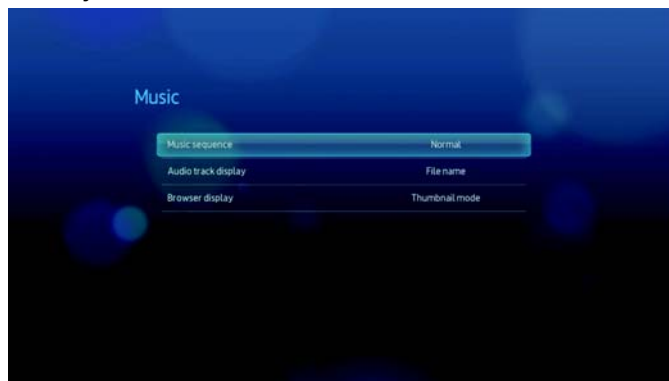 Music
Music sequence Normal
Audio track display File name
Browser display Thumbnail mode